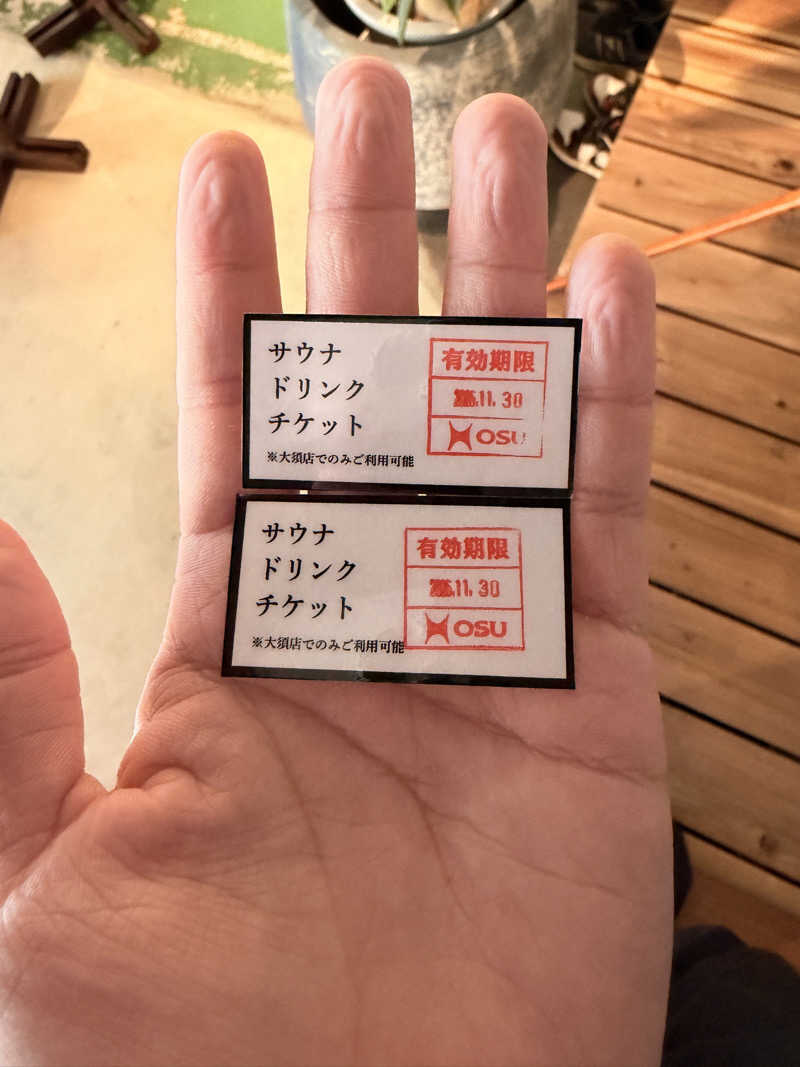 サウナ
ドリンク
チケット
※大須店でのみご利用可能
有効期限
.11.30
OSU
サウナ
ドリンク
チケット
※大須店でのみご利用可能
有効期限
.11.30
OSU